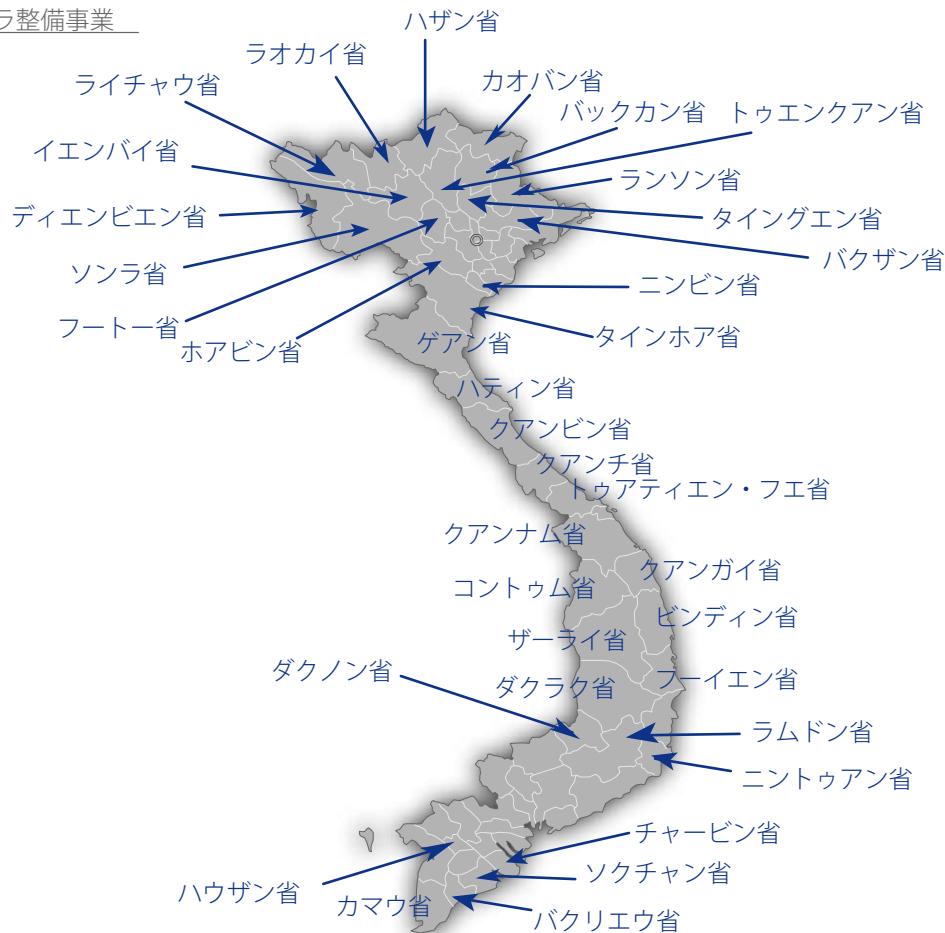 ラ整備事業
ハザン省
ラオカイ省
カオバン省
ライチャウ省
バックカン省
トゥエンクアン省
イエンバイ省
ランソン省
ディエンビエン省
タイングエン省
バクザン省
ソンラ省
ニンビン省
フートー省
タインホア省
ホアビン省
ゲアン省
ハティン省
クアンビン省
クアンチ省
トゥアティエン・フエ省
クアンナム省
クアンガイ省
コントゥム省
ビンディン省
ザーライ省
ダクノン省
ダクラク省
フーイエン省
ラムドン省
ニントゥアン省
チャービン省
ソクチャン省
ハウザン省
カマウ省
バクリエウ省